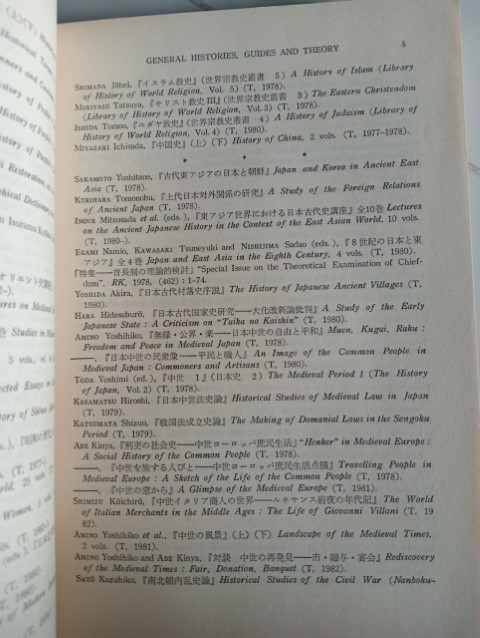 GENERAL HISTORIES, GUIDES AND THEORY 5
SHIMADA Jōhei, 『イスラム教史』 (世界宗教史叢書 5) A History of Islam (Library
of History of World Religion, Vol. 5) (T, 1978).
MORIYASU Tatsuya, 『キリスト教史III』 (世界宗教史叢書 3) The Eastern Christendom
(Library of History of World Religion, Vol. 3) (T, 1978).
ISHIDA Tomoo, 『ユダヤ教史』 (世界宗教史叢書 4) A History of Judaism (Library
of History of World Religion, Vol. 4) (T, 1980).
MIYAZAKI Ichisada, 『中国史』 (上) (下) History of China, 2 vols. (T, 1977–1978).
* * *
SAKAMOTO Yoshitane, 『古代東アジアの日本と朝鮮』 Japan and Korea in Ancient East
Asia (T, 1978).
KURIHARA Tomonobu, 『上代日本対外関係の研究』 A Study of the Foreign Relations
of Ancient Japan (T, 1978).
INOUE Mitsusada et al. (eds.), 『東アジア世界における日本古代史講座』 全10巻 Lectures
on the Ancient Japanese History in the Context of the East Asian World, 10 vols.
(T, 1980–).
EGAMI Namio, KAWASAKI Tsuneyuki and NISHIJIMA Sadao (eds.), 『8世紀の日本と東
アジア』 全4巻 Japan and East Asia in the Eighth Century, 4 vols. (T, 1980).
「特集——首長制の理論的検討」 "Special Issue on the Theoretical Examination of Chief-
dom", RK, 1978, (462) : 1–74.
YOSHIDA Akira, 『日本古代村落史序説』 The History of Japanese Ancient Villages (T,
1980).
HARA Hidesaburō, 『日本古代国家史研究——大化改新論批判』 A Study of the Early
Japanese State : A Criticism on "Taika no Kaishin" (T, 1980).
AMINO Yoshihiko, 『無縁・公界・楽——日本中世の自由と平和』 Muen, Kugai, Raku :
Freedom and Peace in Medieval Japan (T, 1978).
———, 『日本中世の民衆像——平民と職人』 An Image of the Common People in
Medieval Japan : Commoners and Artisans (T, 1980).
TODA Yoshimi (ed.), 『中世 1』 (日本史 2) The Medieval Period 1 (The History
of Japan, Vol. 2) (T, 1978).
KASAMATSU Hiroshi, 『日本中世法史論』 Historical Studies of Medieval Law in Japan
(T, 1979).
KATSUMATA Shizuo, 『戦国法成立史論』 The Making of Domanial Laws in the Sengoku
Period (T, 1979).
ABE Kinya, 『刑吏の社会史——中世ヨーロッパの庶民生活』 "Henker" in Medieval Europe :
A Social History of the Common People (T, 1978).
———, 『中世を旅する人びと——中世ヨーロッパ庶民生活点描』 Travelling People in
Medieval Europe : A Sketch of the Life of the Common People (T, 1978).
———, 『中世の窓から』 A Glimpse of the Medieval Europe (T, 1981).
SHIMIZU Kōichirō, 『中世イタリア商人の世界——ルネサンス前夜の年代記』 The World
of Italian Merchants in the Middle Ages : The Life of Giovanni Villani (T, 19
82).
AMINO Yoshihiko et al., 『中世の風景』 (上) (下) Landscape of the Medieval Times,
2 vols. (T, 1981).
AMINO Yoshihiko and ABE Kinya, 『対談 中世の再発見——市・贈与・宴会』 Rediscovery
of the Medieval Times : Fair, Donation, Banquet (T, 1982).
SATŌ Kazuhiko, 『南北朝内乱史論』 Historical Studies of the Civil War (Nanboku-